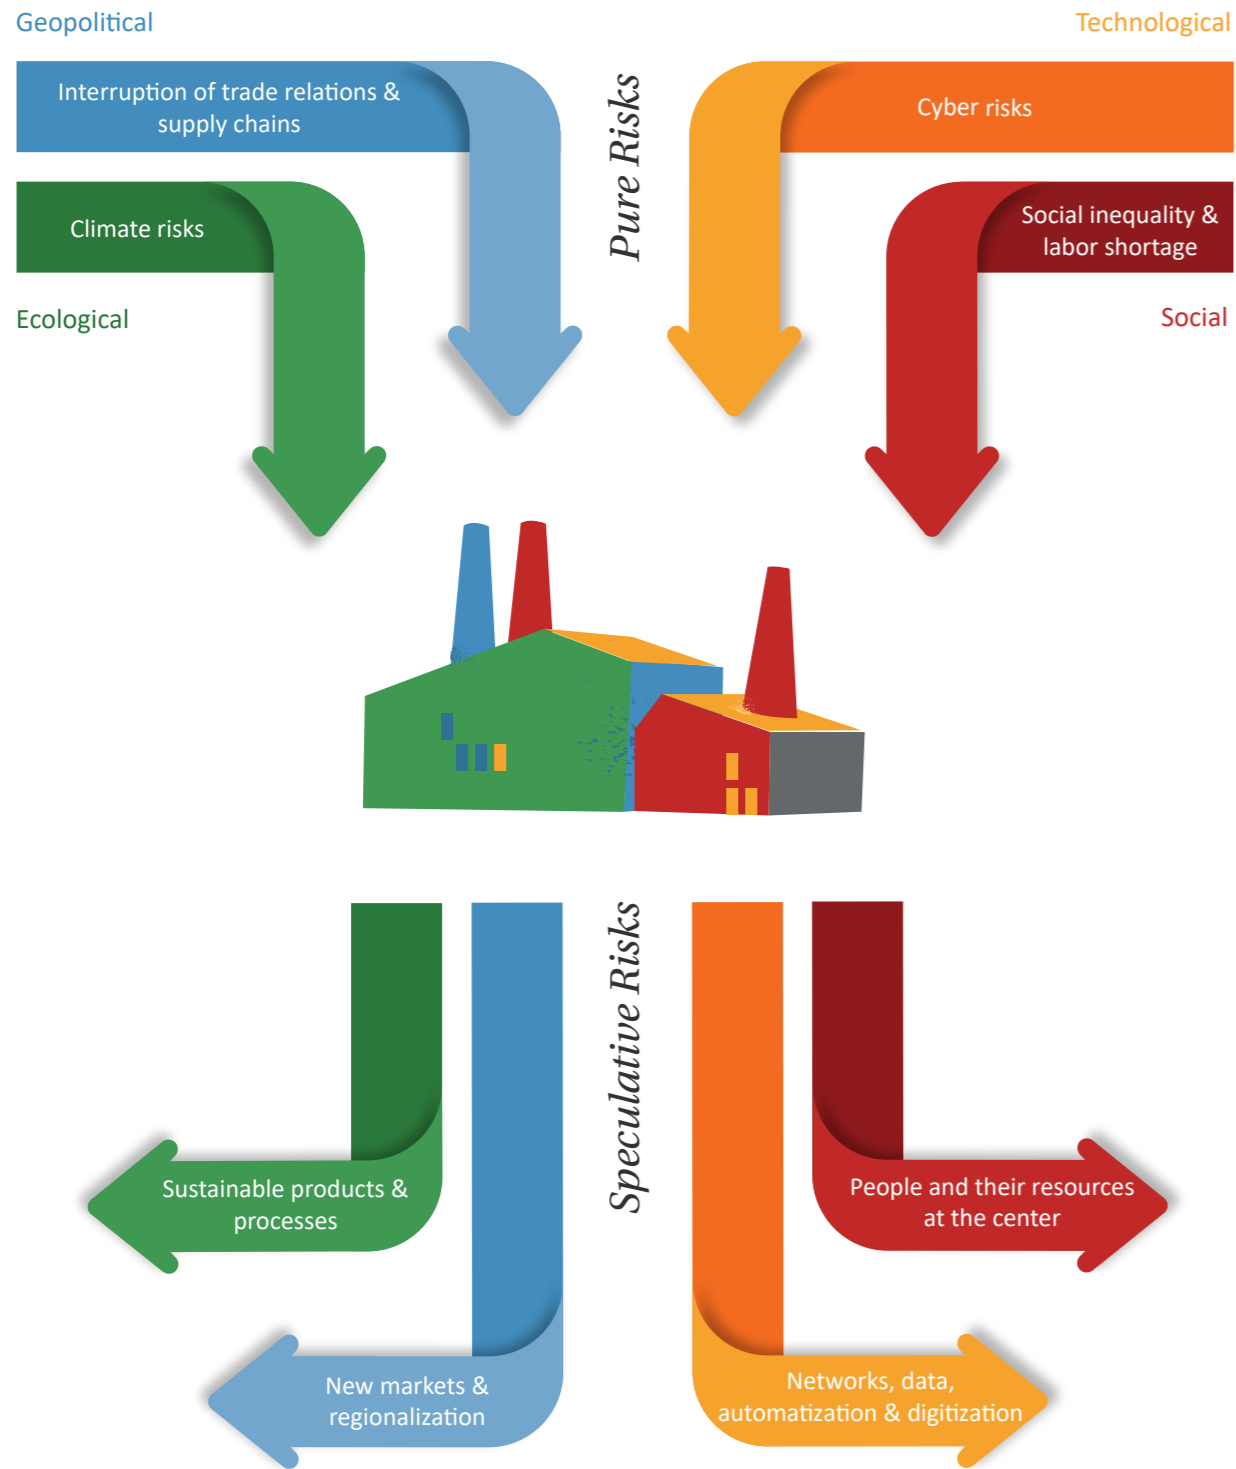 Geopolitical
Technological
Interruption of trade relations &
supply chains
Pure Risks
Cyber risks
Climate risks
Social inequality &
labor shortage
Ecological
Social
Speculative Risks
Sustainable products &
processes
People and their resources
at the center
New markets &
regionalization
Networks, data,
automatization & digitization